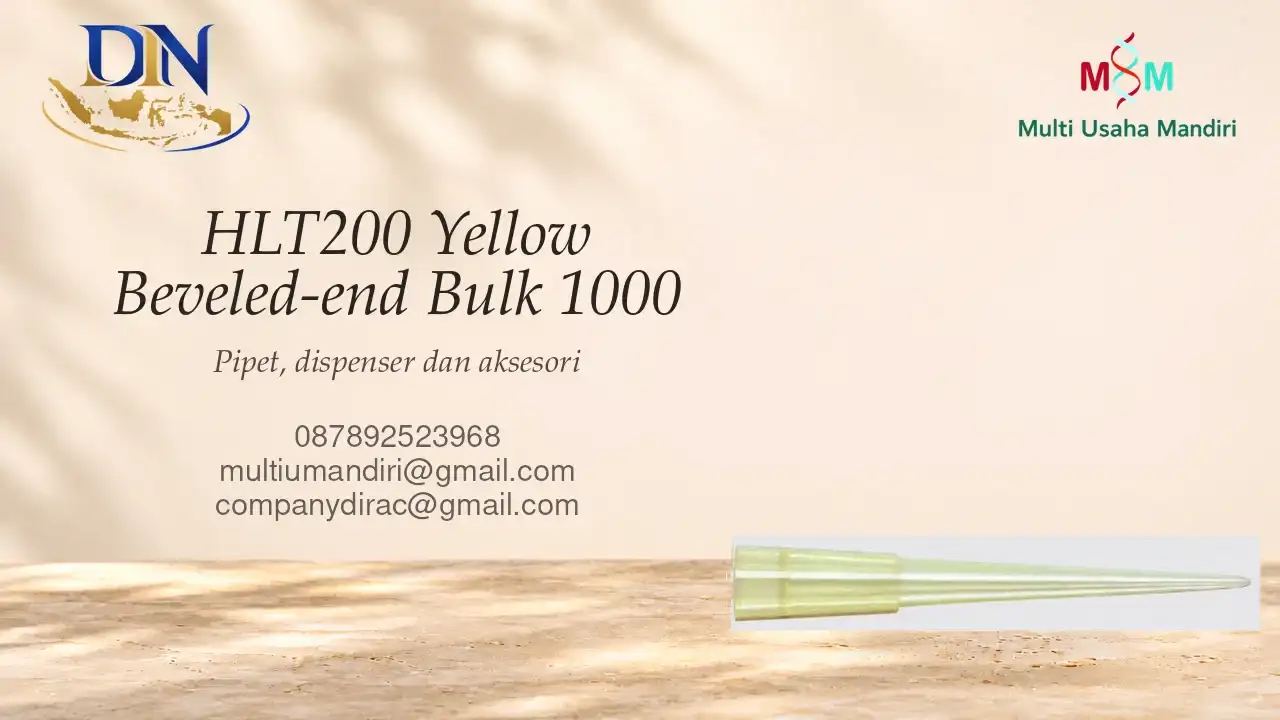 DN
MSM
Multi Usaha Mandiri
HLT200 Yellow
Beveled-end Bulk 1000
Pipet, dispenser dan aksesori
087892523968
multiumandiri@gmail.com
companydirac@gmail.com